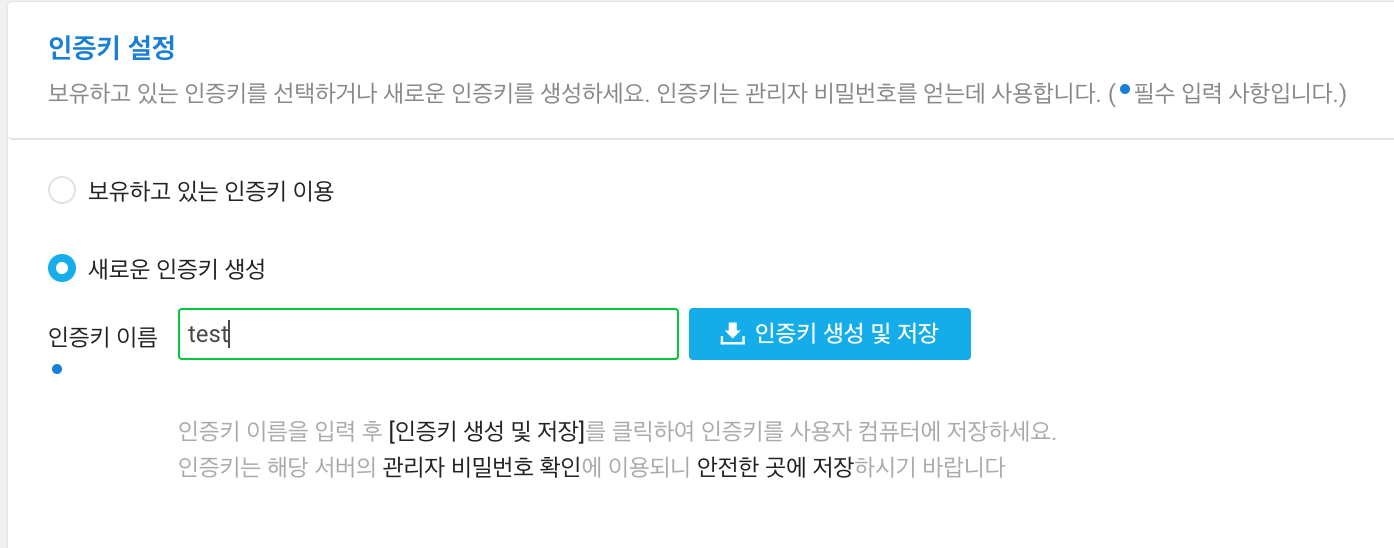 인증키 설정
보유하고 있는 인증키를 선택하거나 새로운 인증키를 생성하세요. 인증키는 관리자 비밀번호를 얻는데 사용합니다. (•필수 입력 사항입니다.)
보유하고 있는 인증키 이용
새로운 인증키 생성
인증키 이름 • test 인증키 생성 및 저장
인증키 이름을 입력 후 [인증키 생성 및 저장]를 클릭하여 인증키를 사용자 컴퓨터에 저장하세요.
인증키는 해당 서버의 관리자 비밀번호 확인에 이용되니 안전한 곳에 저장하시기 바랍니다